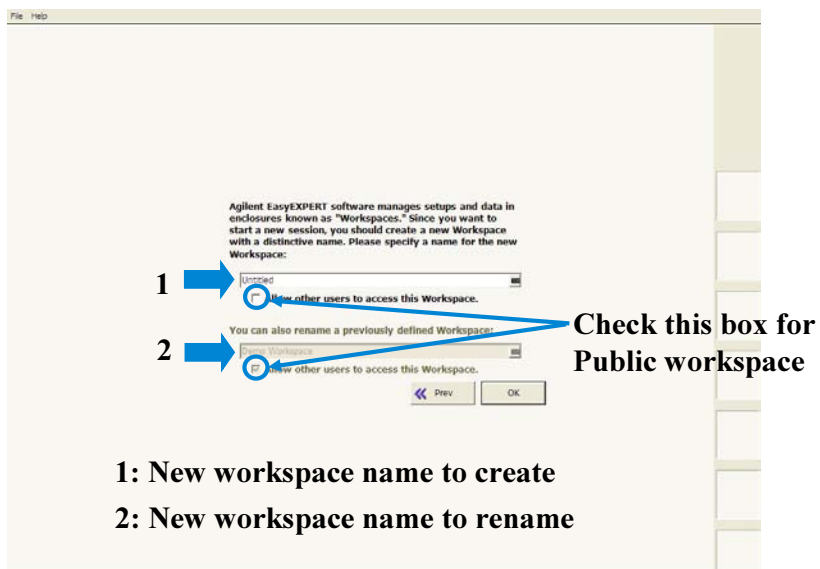 File Help
Agilent EasyEXPERT software manages setups and data in
enclosures known as "Workspaces." Since you want to
start a new session, you should create a new Workspace
with a distinctive name. Please specify a name for the new
Workspace:
1
Untitled
Allow other users to access this Workspace.
You can also rename a previously defined Workspace:
2
Demo Workspace
Allow other users to access this Workspace.
Check this box for
Public workspace
Prev OK
1: New workspace name to create
2: New workspace name to rename